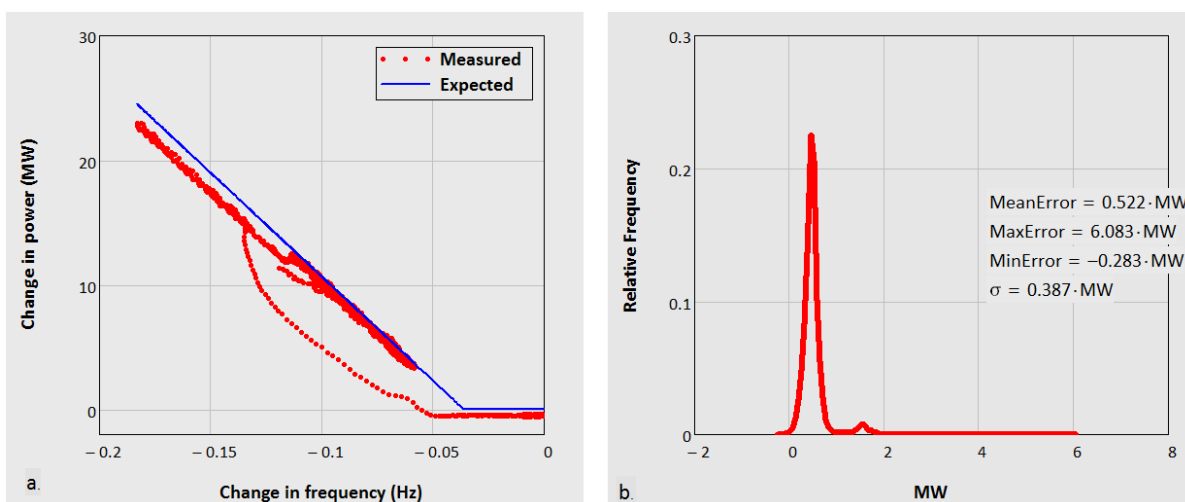 30
20
10
0
Change in power (MW)
Measured
Expected
− 0.2
− 0.15
− 0.1
− 0.05
0
a.
Change in frequency (Hz)
0.3
0.2
0.1
0
Relative Frequency
MeanError = 0.522·MW
MaxError = 6.083·MW
MinError = −0.283·MW
σ = 0.387·MW
− 2
0
2
4
6
8
b.
MW